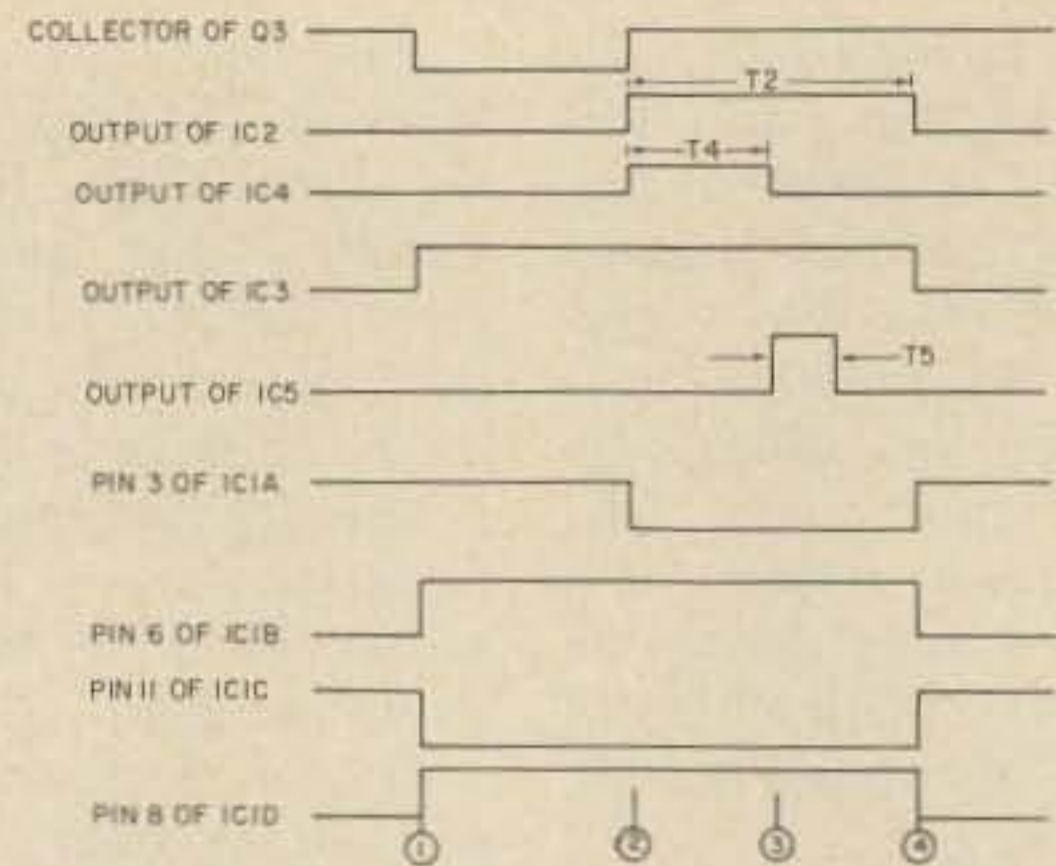 COLLECTOR OF Q3
T2
OUTPUT OF IC2
T4
OUTPUT OF IC4
OUTPUT OF IC3
T5
OUTPUT OF IC5
PIN 3 OF IC1A
PIN 6 OF IC1B
PIN 11 OF IC1C
PIN 8 OF IC1D
1 2 3 4